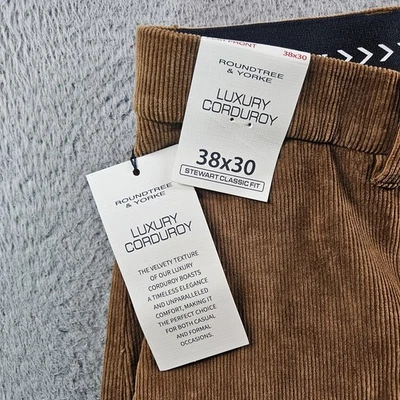 FRONT
38x30
ROUNDTREE
& YORKE
LUXURY
CORDUROY
38x30
STEWART CLASSIC FIT
ROUNDTREE
& YORKE
LUXURY
CORDUROY
THE VELVETY TEXTURE
OF OUR LUXURY
CORDUROY BOASTS
A TIMELESS ELEGANCE
AND UNPARALLELED
COMFORT, MAKING IT
THE PERFECT CHOICE
FOR BOTH CASUAL
AND FORMAL
OCCASIONS.